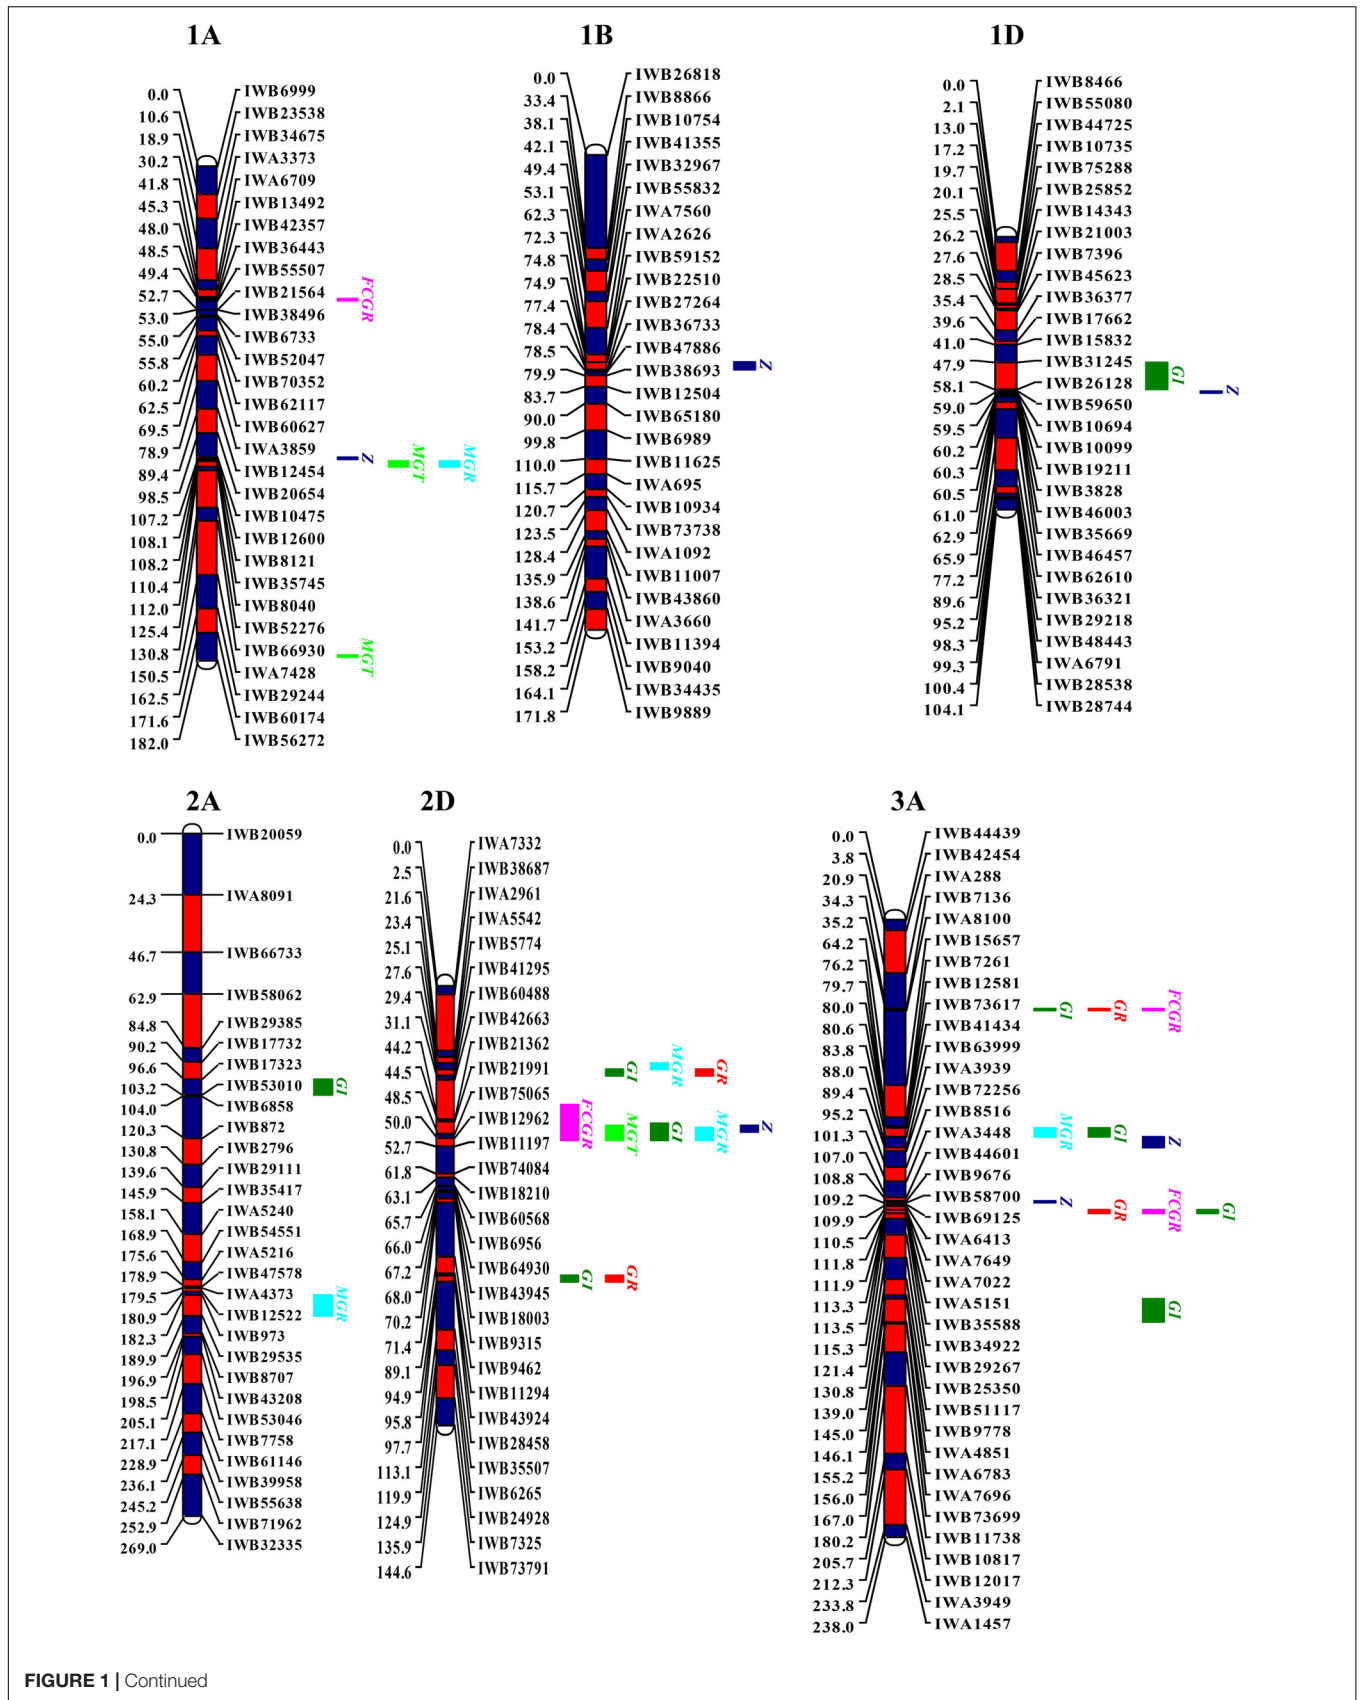 1A
0.0 IWB6999
10.6 IWB23538
18.9 IWB34675
30.2 IWA3373
41.8 IWA6709
45.3 IWB13492
48.0 IWB42357
48.5 IWB36443
49.4 IWB55507
52.7 IWB21564
53.0 IWB38496
55.0 IWB6733
55.8 IWB52047
60.2 IWB70352
62.5 IWB62117
69.5 IWB60627
78.9 IWA3859
89.4 IWB12454
98.5 IWB20654
107.2 IWB10475
108.1 IWB12600
108.2 IWB8121
110.4 IWB35745
112.0 IWB8040
125.4 IWB52276
130.8 IWB66930
150.5 IWA7428
162.5 IWB29244
171.6 IWB60174
182.0 IWB56272
FCGR
Z
MGT
MGR
MGT
1B
0.0 IWB26818
33.4 IWB8866
38.1 IWB10754
42.1 IWB41355
49.4 IWB32967
53.1 IWB55832
62.3 IWA7560
72.3 IWA2626
74.8 IWB59152
74.9 IWB22510
77.4 IWB27264
78.4 IWB36733
78.5 IWB47886
79.9 IWB38693
83.7 IWB12504
90.0 IWB65180
99.8 IWB6989
110.0 IWB11625
115.7 IWA695
120.7 IWB10934
123.5 IWB73738
128.4 IWA1092
135.9 IWB11007
138.6 IWB43860
141.7 IWA3660
153.2 IWB11394
158.2 IWB9040
164.1 IWB34435
171.8 IWB9889
Z
1D
0.0 IWB8466
2.1 IWB55080
13.0 IWB44725
17.2 IWB10735
19.7 IWB75288
20.1 IWB25852
25.5 IWB14343
26.2 IWB21003
27.6 IWB7396
28.5 IWB45623
35.4 IWB36377
39.6 IWB17662
41.0 IWB15832
47.9 IWB31245
58.1 IWB26128
59.0 IWB59650
59.5 IWB10694
60.2 IWB10099
60.3 IWB19211
60.5 IWB3828
61.0 IWB46003
62.9 IWB35669
65.9 IWB46457
77.2 IWB62610
89.6 IWB36321
95.2 IWB29218
98.3 IWB48443
99.3 IWA6791
100.4 IWB28538
104.1 IWB28744
GI
Z
2A
0.0 IWB20059
24.3 IWA8091
46.7 IWB66733
62.9 IWB58062
84.8 IWB29385
90.2 IWB17732
96.6 IWB17323
103.2 IWB53010
104.0 IWB6858
120.3 IWB872
130.8 IWB2796
139.6 IWB29111
145.9 IWB35417
158.1 IWA5240
168.9 IWB54551
175.6 IWA5216
178.9 IWB47578
179.5 IWA4373
180.9 IWB12522
182.3 IWB973
189.9 IWB29535
196.9 IWB8707
198.5 IWB43208
205.1 IWB53046
217.1 IWB7758
228.9 IWB61146
236.1 IWB39958
245.2 IWB55638
252.9 IWB71962
269.0 IWB32335
GI
MGR
2D
0.0 IWA7332
2.5 IWB38687
21.6 IWA2961
23.4 IWA5542
25.1 IWB5774
27.6 IWB41295
29.4 IWB60488
31.1 IWB42663
44.2 IWB21362
44.5 IWB21991
48.5 IWB75065
50.0 IWB12962
52.7 IWB11197
61.8 IWB74084
63.1 IWB18210
65.7 IWB60568
66.0 IWB6956
67.2 IWB64930
68.0 IWB43945
70.2 IWB18003
71.4 IWB9315
89.1 IWB9462
94.9 IWB11294
95.8 IWB43924
97.7 IWB28458
113.1 IWB35507
119.9 IWB6265
124.9 IWB24928
135.9 IWB7325
144.6 IWB73791
GI
MGR
GR
FCGR
MGT
GI
MGR
Z
GI
GR
3A
0.0 IWB44439
3.8 IWB42454
20.9 IWA288
34.3 IWB7136
35.2 IWA8100
64.2 IWB15657
76.2 IWB7261
79.7 IWB12581
80.0 IWB73617
80.6 IWB41434
83.8 IWB63999
88.0 IWA3939
89.4 IWB72256
95.2 IWB8516
101.3 IWA3448
107.0 IWB44601
108.8 IWB9676
109.2 IWB58700
109.9 IWB69125
110.5 IWA6413
111.8 IWA7649
111.9 IWA7022
113.3 IWA5151
113.5 IWB35588
115.3 IWB34922
121.4 IWB29267
130.8 IWB25350
139.0 IWB51117
145.0 IWB9778
146.1 IWA4851
155.2 IWA6783
156.0 IWA7696
167.0 IWB73699
180.2 IWB11738
205.7 IWB10817
212.3 IWB12017
233.8 IWA3949
238.0 IWA1457
GI
GR
FCGR
MGR
GI
Z
Z
GR
FCGR
GI
GI
FIGURE 1 | Continued